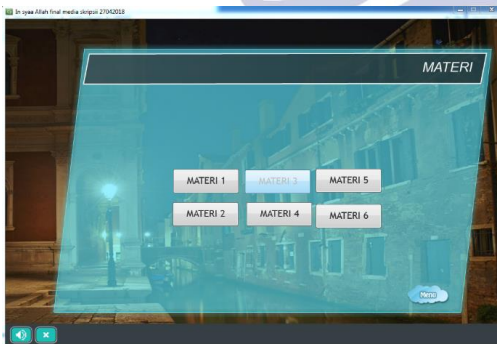 In syaa Allah final media skripsii 27042018
MATERI
MATERI 1 MATERI 3 MATERI 5
MATERI 2 MATERI 4 MATERI 6
Menu